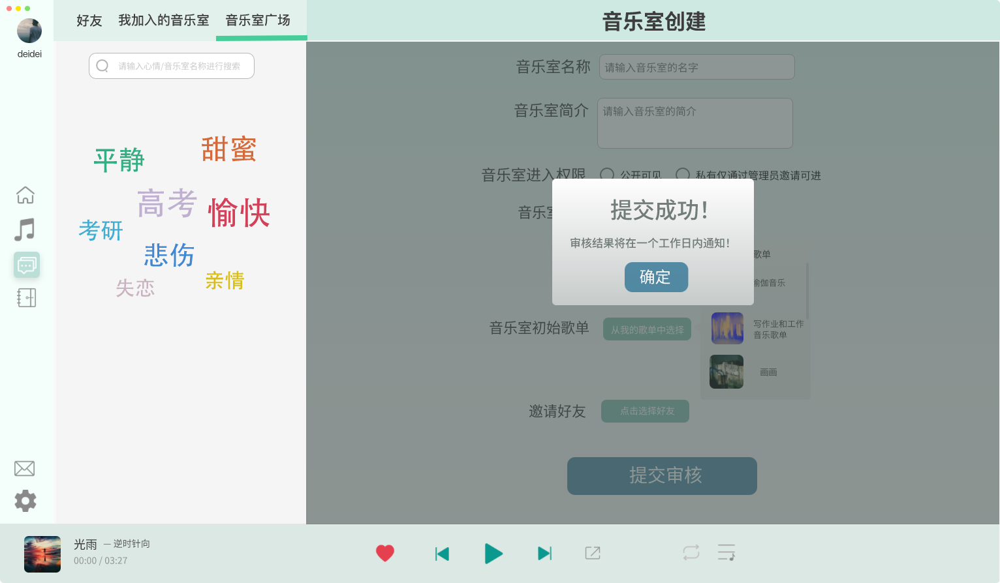 deidei
好友
我加入的音乐室
音乐室广场
音乐室创建
请输入心情/音乐室名称进行搜索
平静
甜蜜
高考
愉快
考研
悲伤
失恋
亲情
音乐室名称
请输入音乐室的名字
音乐室简介
请输入音乐室的简介
音乐室进入权限
公开可见
私有仅通过管理员邀请可进
音乐室
提交成功！
审核结果将在一个工作日内通知！
确定
歌单
瑜伽音乐
音乐室初始歌单
从我的歌单中选择
写作业和工作
音乐歌单
画画
邀请好友
点击选择好友
提交审核
光雨 — 逆时针向
00:00 / 03:27